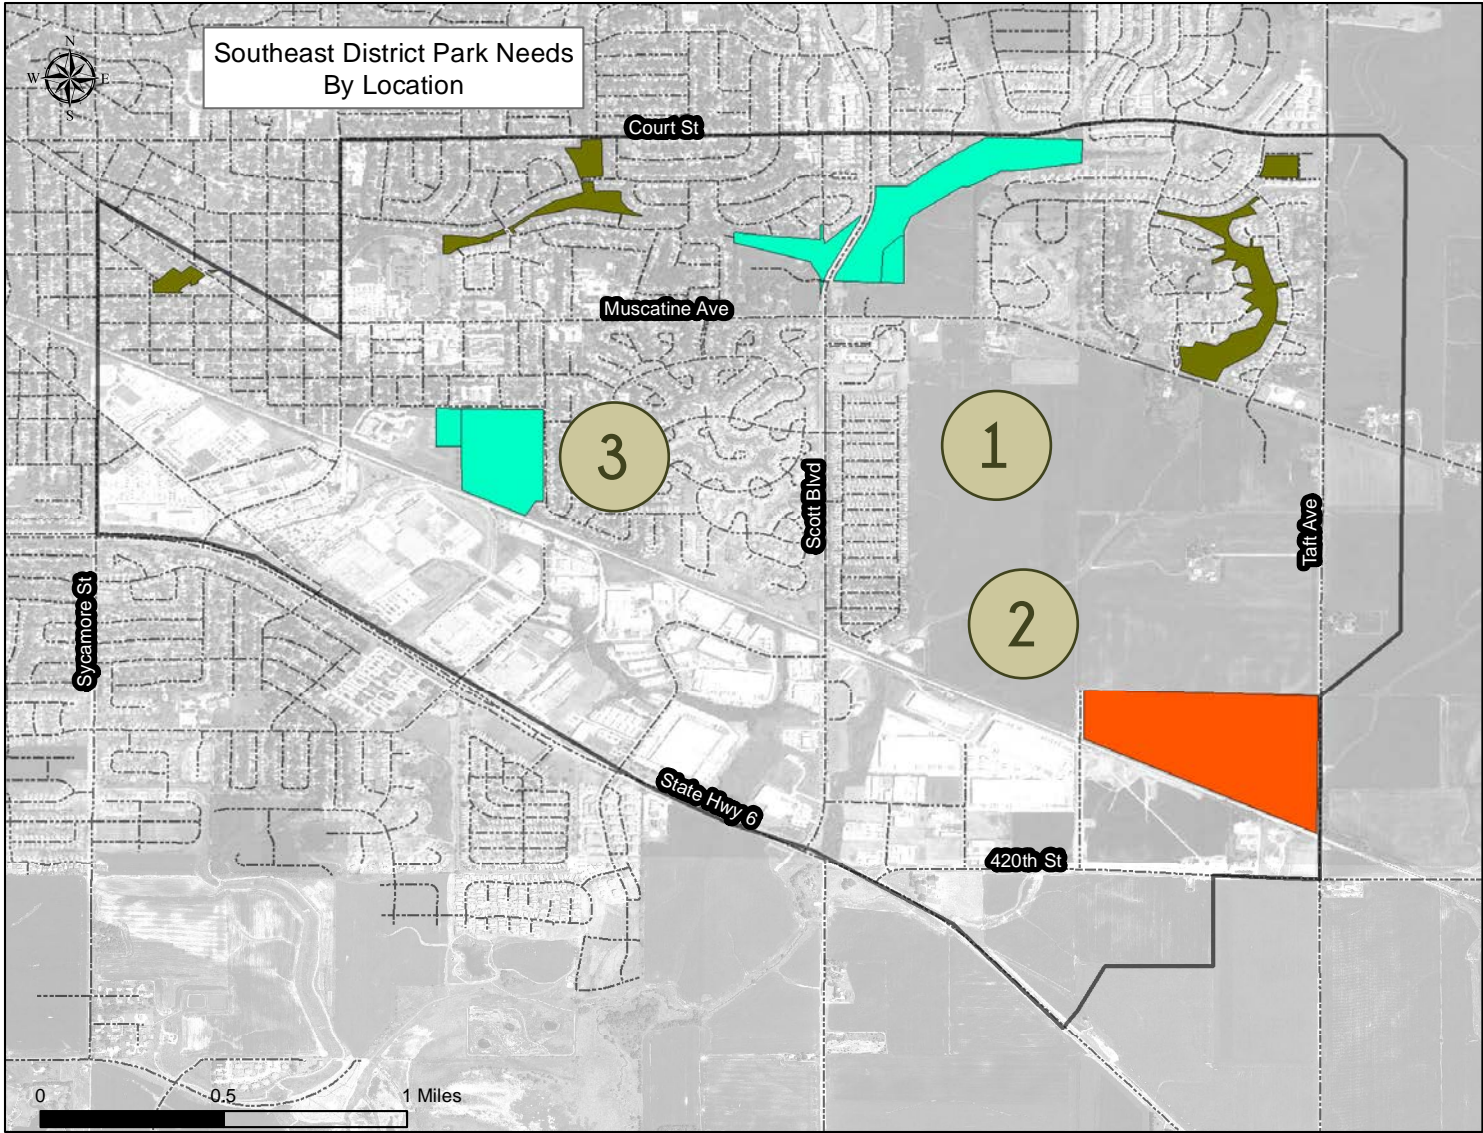 Southeast District Park Needs
By Location
N
W E
S
Court St
Muscatine Ave
1
3
Scott Blvd
Taft Ave
2
Sycamore St
State Hwy 6
420th St
0 0.5 1 Miles